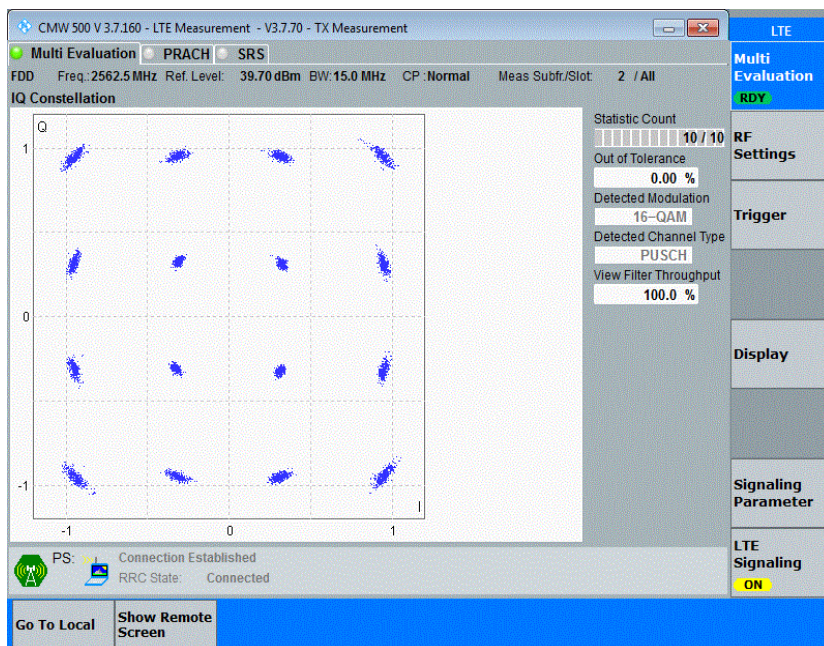 CMW 500 V 3.7.160 - LTE Measurement - V3.7.70 - TX Measurement
LTE
Multi Evaluation PRACH SRS
FDD Freq.: 2562.5 MHz Ref. Level: 39.70 dBm BW: 15.0 MHz CP : Normal Meas Subfr./Slot: 2 / All
IQ Constellation
Q
1
0
-1
-1 0 1
I
Statistic Count
10 / 10
Out of Tolerance
0.00 %
Detected Modulation
16-QAM
Detected Channel Type
PUSCH
View Filter Throughput
100.0 %
Multi
Evaluation
RDY
RF
Settings
Trigger
Display
Signaling
Parameter
LTE
Signaling
ON
PS: Connection Established
RRC State: Connected
Go To Local
Show Remote
Screen